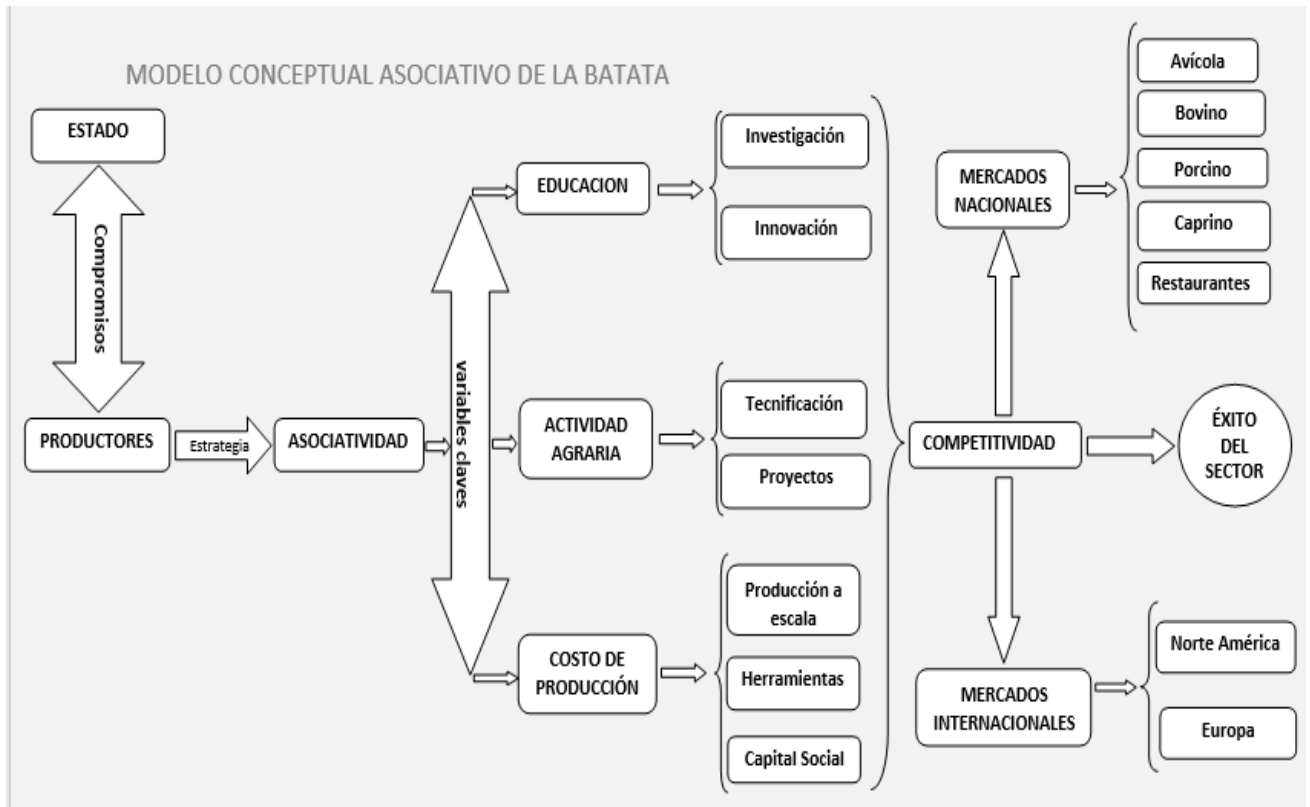 MODELO CONCEPTUAL ASOCIATIVO DE LA BATATA
ESTADO
Compromisos
PRODUCTORES
Estrategia
ASOCIATIVIDAD
variables claves
EDUCACION
Investigación
Innovación
ACTIVIDAD
AGRARIA
Tecnificación
Proyectos
COSTO DE
PRODUCCIÓN
Producción a
escala
Herramientas
Capital Social
COMPETITIVIDAD
MERCADOS
NACIONALES
Avícola
Bovino
Porcino
Caprino
Restaurantes
ÉXITO
DEL
SECTOR
MERCADOS
INTERNACIONALES
Norte América
Europa